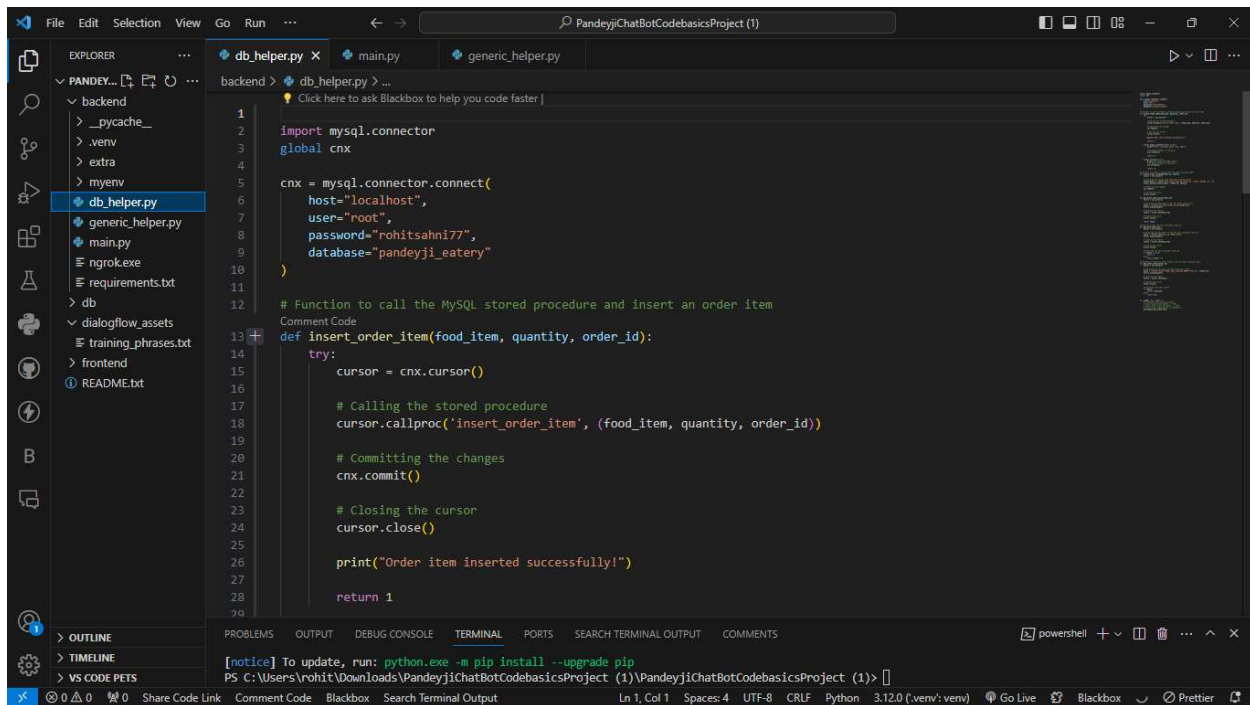 File Edit Selection View Go Run ··· PandeyjiChatBotCodebasicsProject (1)
EXPLORER
PANDEY...
backend
__pycache__
.venv
extra
myenv
db_helper.py
generic_helper.py
main.py
ngrok.exe
requirements.txt
db
dialogflow_assets
training_phrases.txt
frontend
README.txt
OUTLINE
TIMELINE
VS CODE PETS
db_helper.py main.py generic_helper.py
backend > db_helper.py > ...
Click here to ask Blackbox to help you code faster |
1
2 import mysql.connector
3 global cnx
4
5 cnx = mysql.connector.connect(
6 host="localhost",
7 user="root",
8 password="rohitsahni77",
9 database="pandeyji_eatery"
10 )
11
12 # Function to call the MySQL stored procedure and insert an order item
Comment Code
13 def insert_order_item(food_item, quantity, order_id):
14 try:
15 cursor = cnx.cursor()
16
17 # Calling the stored procedure
18 cursor.callproc('insert_order_item', (food_item, quantity, order_id))
19
20 # Committing the changes
21 cnx.commit()
22
23 # Closing the cursor
24 cursor.close()
25
26 print("Order item inserted successfully!")
27
28 return 1
29
PROBLEMS OUTPUT DEBUG CONSOLE TERMINAL PORTS SEARCH TERMINAL OUTPUT COMMENTS powershell
[notice] To update, run: python.exe -m pip install --upgrade pip
PS C:\Users\rohit\Downloads\PandeyjiChatBotCodebasicsProject (1)\PandeyjiChatBotCodebasicsProject (1)>
0 0 0 Share Code Link Comment Code Blackbox Search Terminal Output Ln 1, Col 1 Spaces: 4 UTF-8 CRLF Python 3.12.0 ('.venv': venv) Go Live Blackbox Prettier